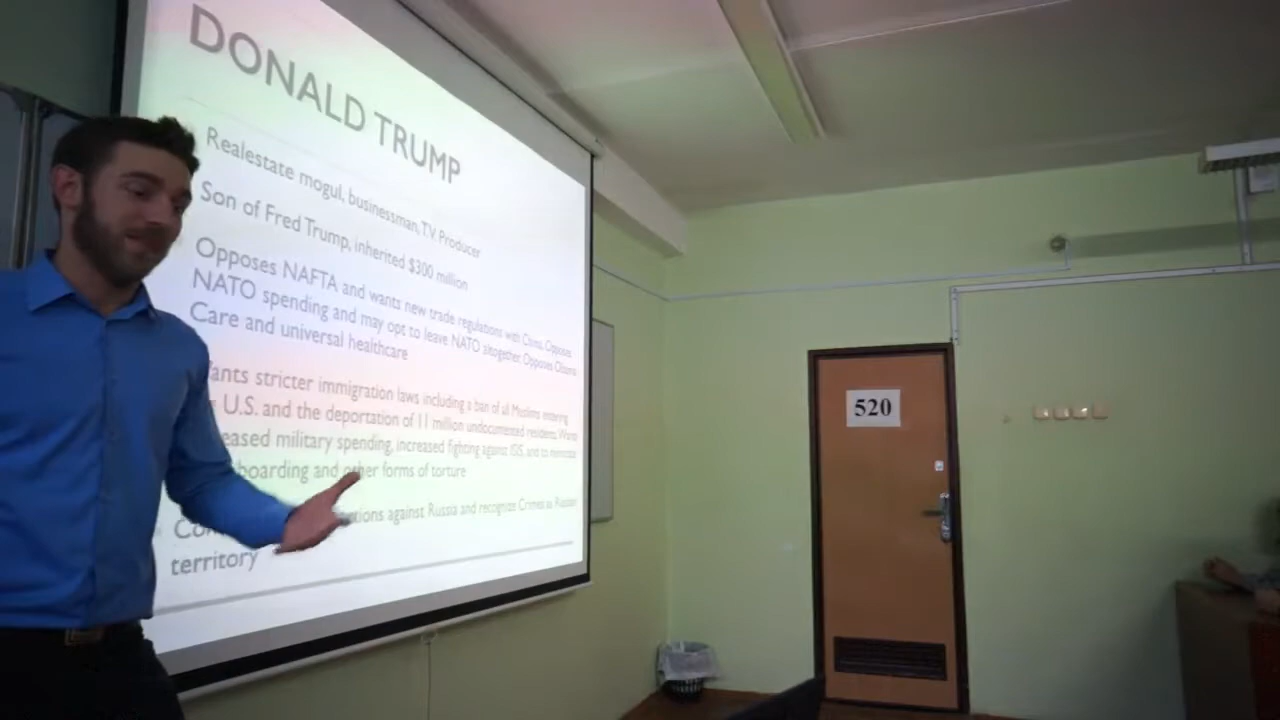 DONALD TRUMP
Realestate mogul, businessman, T.V. Producer
Son of Fred Trump, inherited $300 million
Opposes NAFTA and wants new trade regulations with China. Opposes
NATO spending and may opt to leave NATO altogether. Opposes Obama
Care and universal healthcare
ants stricter immigration laws including a ban of all Muslims entering
U.S. and the deportation of 11 million undocumented residents. Wants
eased military spending, increased fighting against ISIS, and to
boarding and other forms of torture
tions against Russia and recognize Crimea as Russian
territory
520